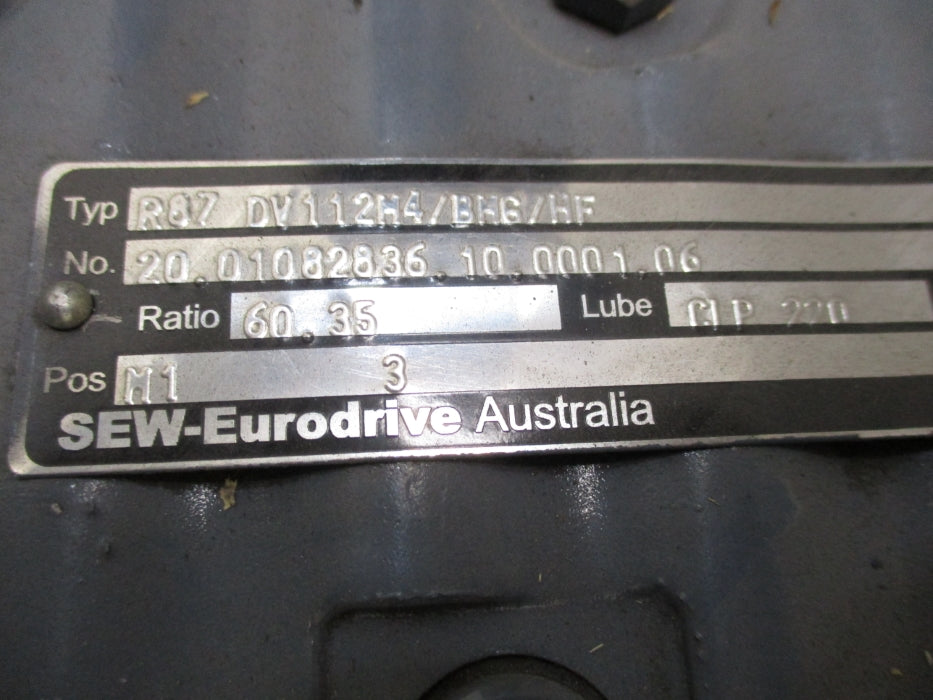 Typ R87 DV112M4/BMG/HF
No. 20.01082836.10.0001.06
Ratio 60.35 Lube CLP 220
Pos M1 3
SEW-Eurodrive Australia